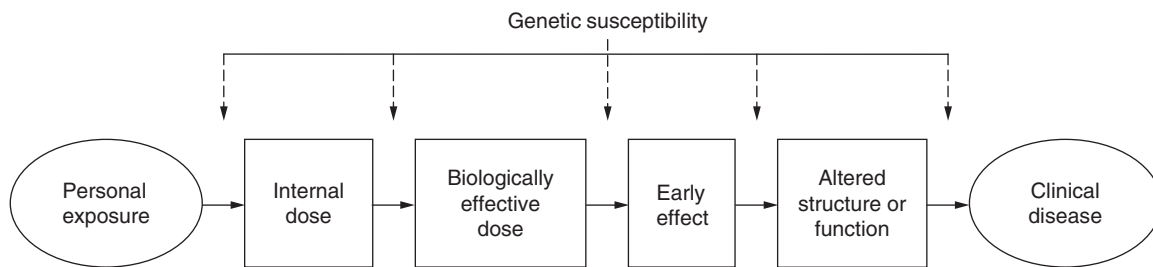 Genetic susceptibility
Personal
exposure
Internal
dose
Biologically
effective
dose
Early
effect
Altered
structure or
function
Clinical
disease